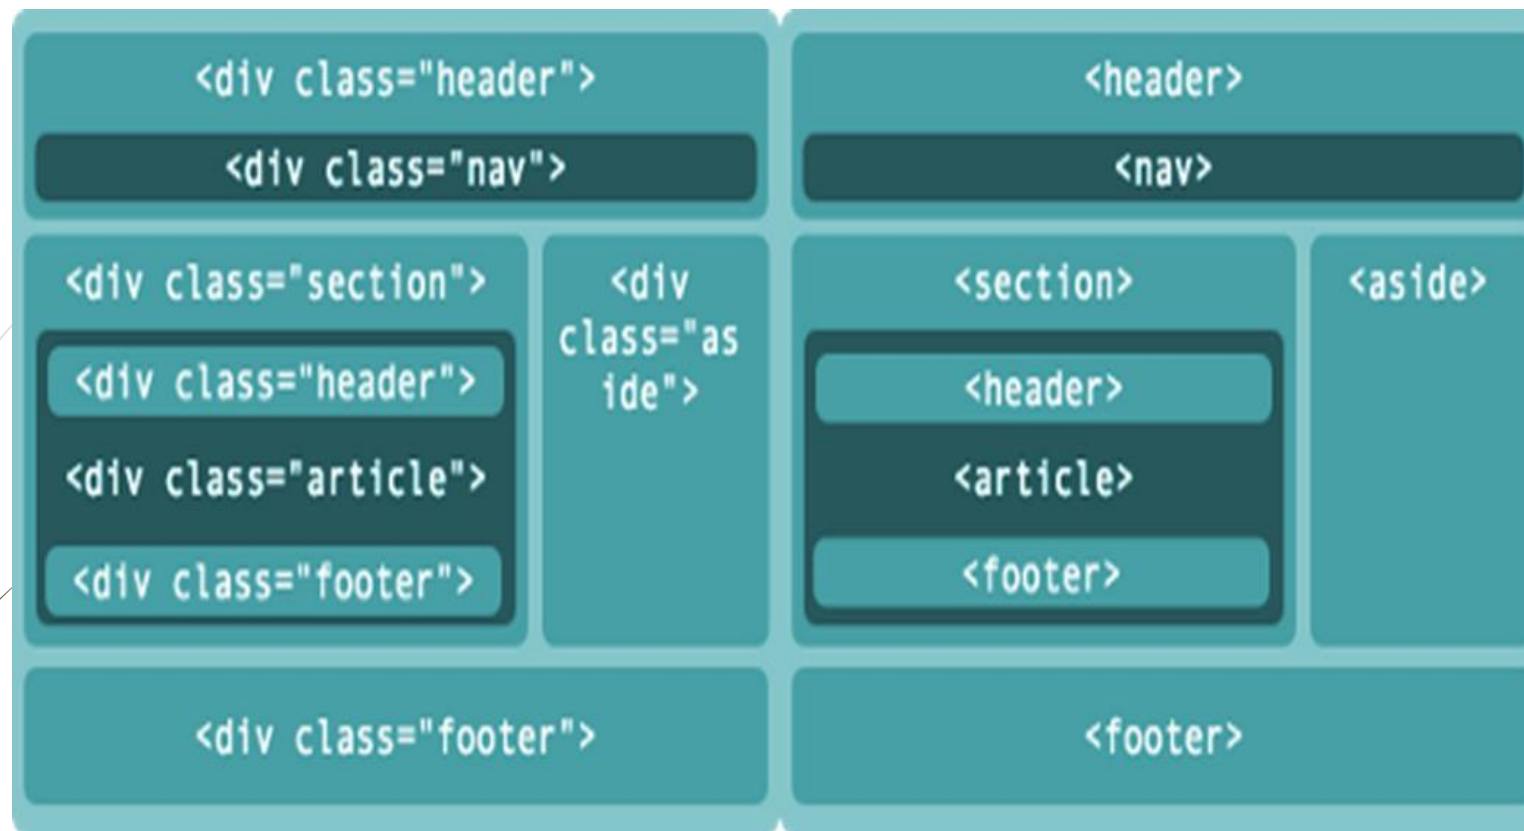 <div class="header">
<div class="nav">
<div class="section">
<div class="header">
<div class="article">
<div class="footer">
<div
class="as
ide">
<div class="footer">
<header>
<nav>
<section>
<header>
<article>
<footer>
<aside>
<footer>